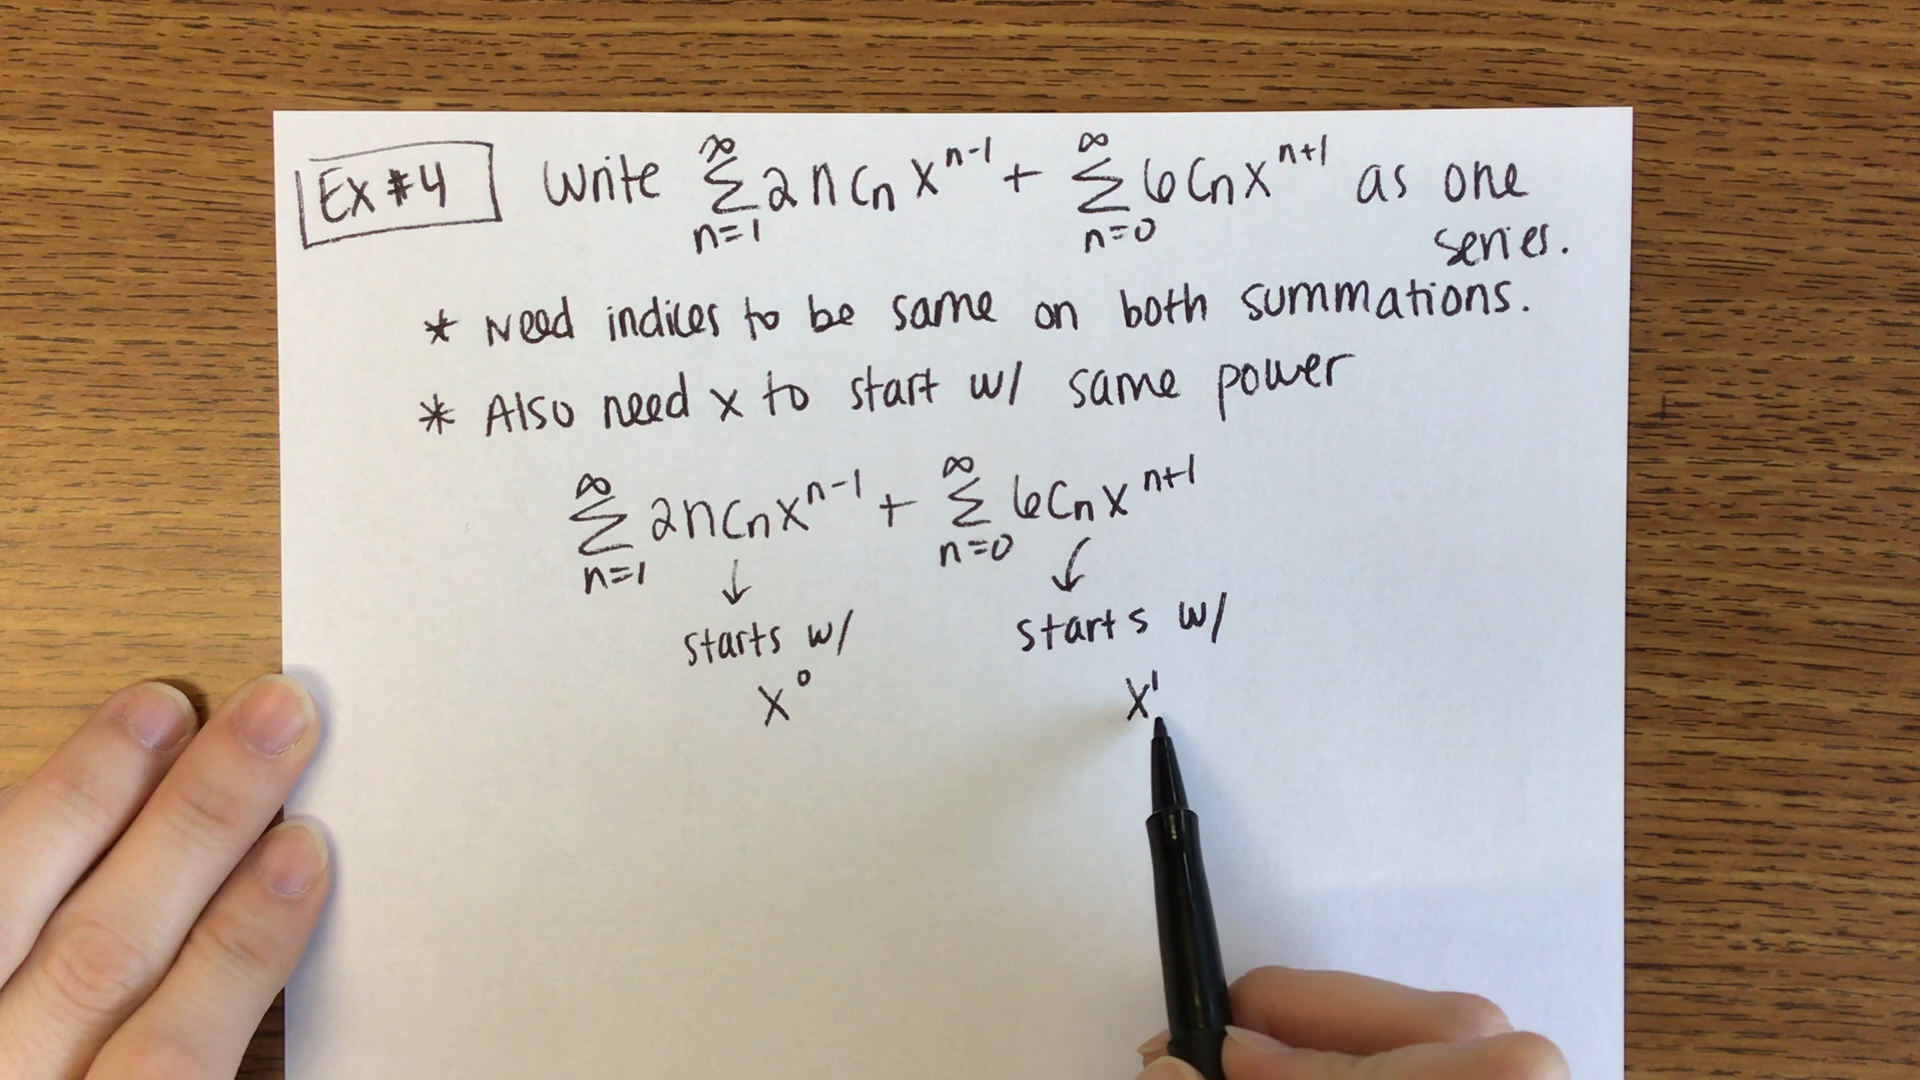 Ex #4 Write ∞∑n=1 2nCₙxⁿ⁻¹ + ∞∑n=0 6Cₙxⁿ⁺¹ as one
series.
* Need indices to be same on both summations.
* Also need x to start w/ same power
∞∑n=1 2nCₙxⁿ⁻¹ + ∞∑n=0 6Cₙxⁿ⁺¹
↓ ↓
starts w/ starts w/
x⁰ x¹